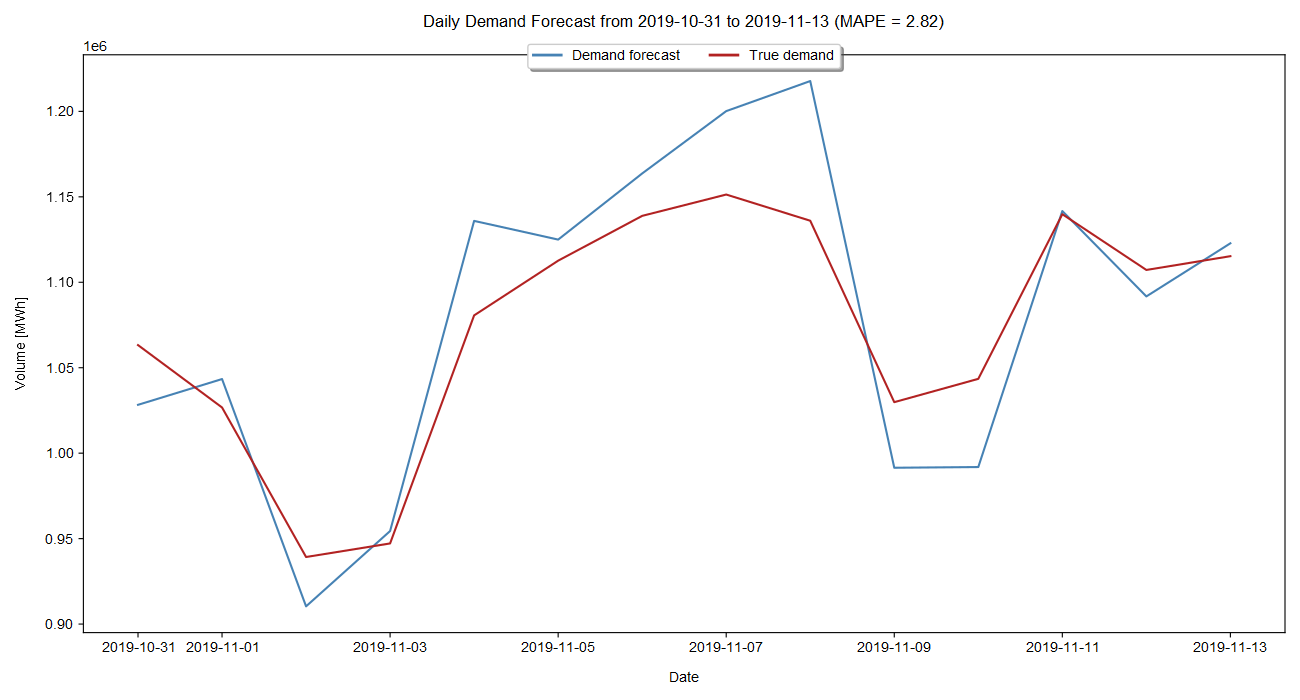 Daily Demand Forecast from 2019-10-31 to 2019-11-13 (MAPE = 2.82)
1e6
Demand forecast True demand
1.20
1.15
1.10
1.05
1.00
0.95
0.90
Volume [MWh]
2019-10-31 2019-11-01 2019-11-03 2019-11-05 2019-11-07 2019-11-09 2019-11-11 2019-11-13
Date